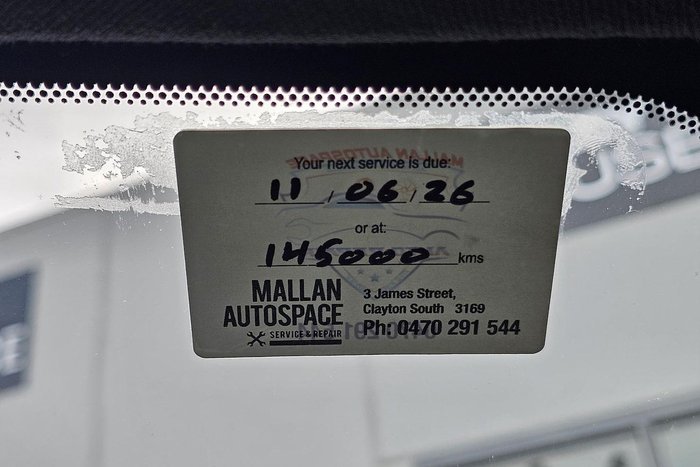 Your next service is due:
11 / 06 / 26
or at:
145000 kms
MALLAN
AUTOSPACE
SERVICE & REPAIR
3 James Street,
Clayton South 3169
Ph: 0470 291 544